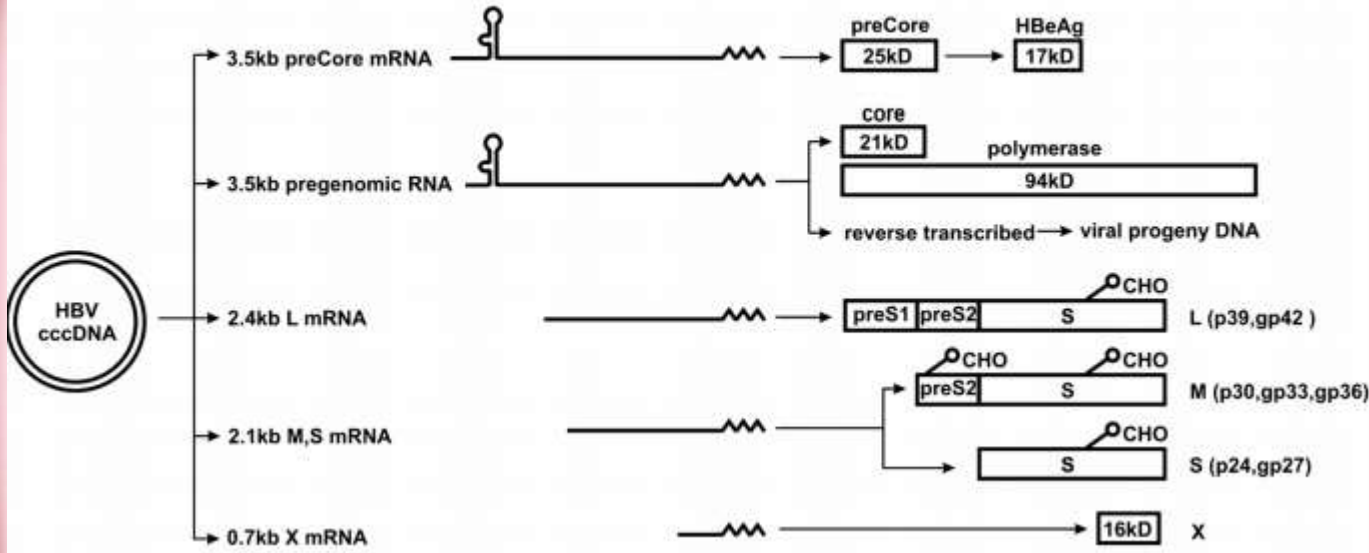 preCore HBeAg
3.5kb preCore mRNA 25kD 17kD
core
21kD
polymerase
3.5kb pregenomic RNA 94kD
reverse transcribed viral progeny DNA
HBV
cccDNA
CHO
2.4kb L mRNA preS1 preS2 S L (p39,gp42 )
CHO CHO
preS2 S M (p30,gp33,gp36)
2.1kb M,S mRNA
CHO
S S (p24,gp27)
0.7kb X mRNA 16kD X